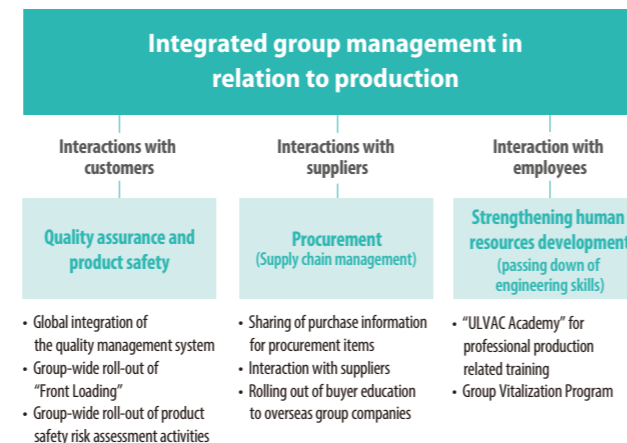 Integrated group management in
relation to production
Interactions with
customers
Quality assurance and
product safety
• Global integration of
the quality management system
• Group-wide roll-out of
“Front Loading”
• Group-wide roll-out of product
safety risk assessment activities
Interactions with
suppliers
Procurement
(Supply chain management)
• Sharing of purchase information
for procurement items
• Interaction with suppliers
• Rolling out of buyer education
to overseas group companies
Interaction with
employees
Strengthening human
resources development
(passing down of
engineering skills)
• “ULVAC Academy” for
professional production
related training
• Group Vitalization Program